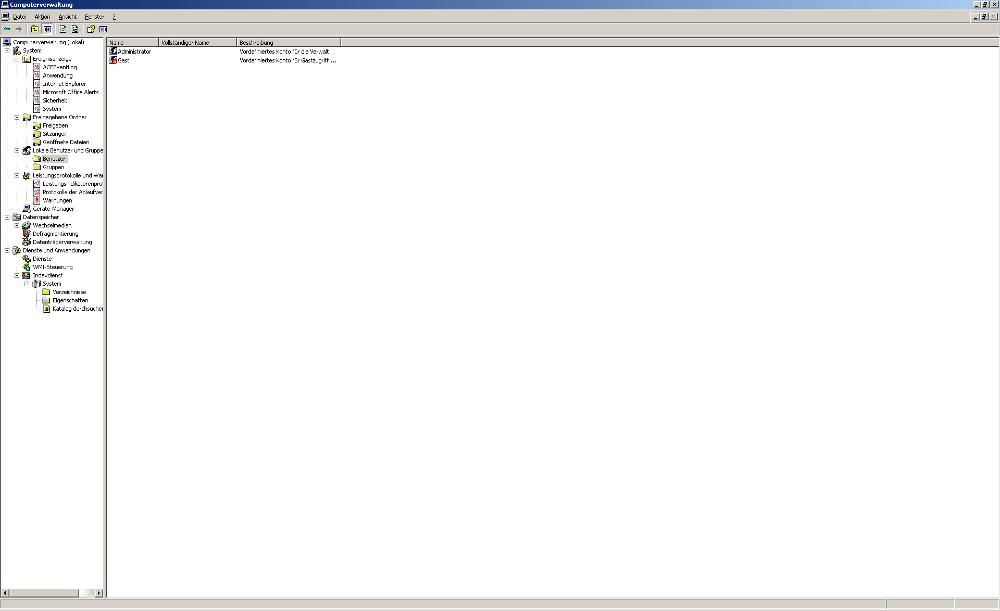 Computerverwaltung
Datei Aktion Ansicht Fenster ?
Computerverwaltung (Lokal)
System
Ereignisanzeige
ACEEventLog
Anwendung
Internet Explorer
Microsoft Office Alerts
Sicherheit
System
Freigegebene Ordner
Freigaben
Sitzungen
Geöffnete Dateien
Lokale Benutzer und Gruppe
Benutzer
Gruppen
Leistungsprotokolle und War
Leistungsindikatorenprot
Protokolle der Ablaufver
Warnungen
Geräte-Manager
Datenspeicher
Wechselmedien
Defragmentierung
Datenträgerverwaltung
Dienste und Anwendungen
Dienste
WMI-Steuerung
Indexdienst
System
Verzeichnisse
Eigenschaften
Katalog durchsuchen
Name Vollständiger Name Beschreibung
Administrator Vordefiniertes Konto für die Verwalt...
Gast Vordefiniertes Konto für Gastzugriff ...